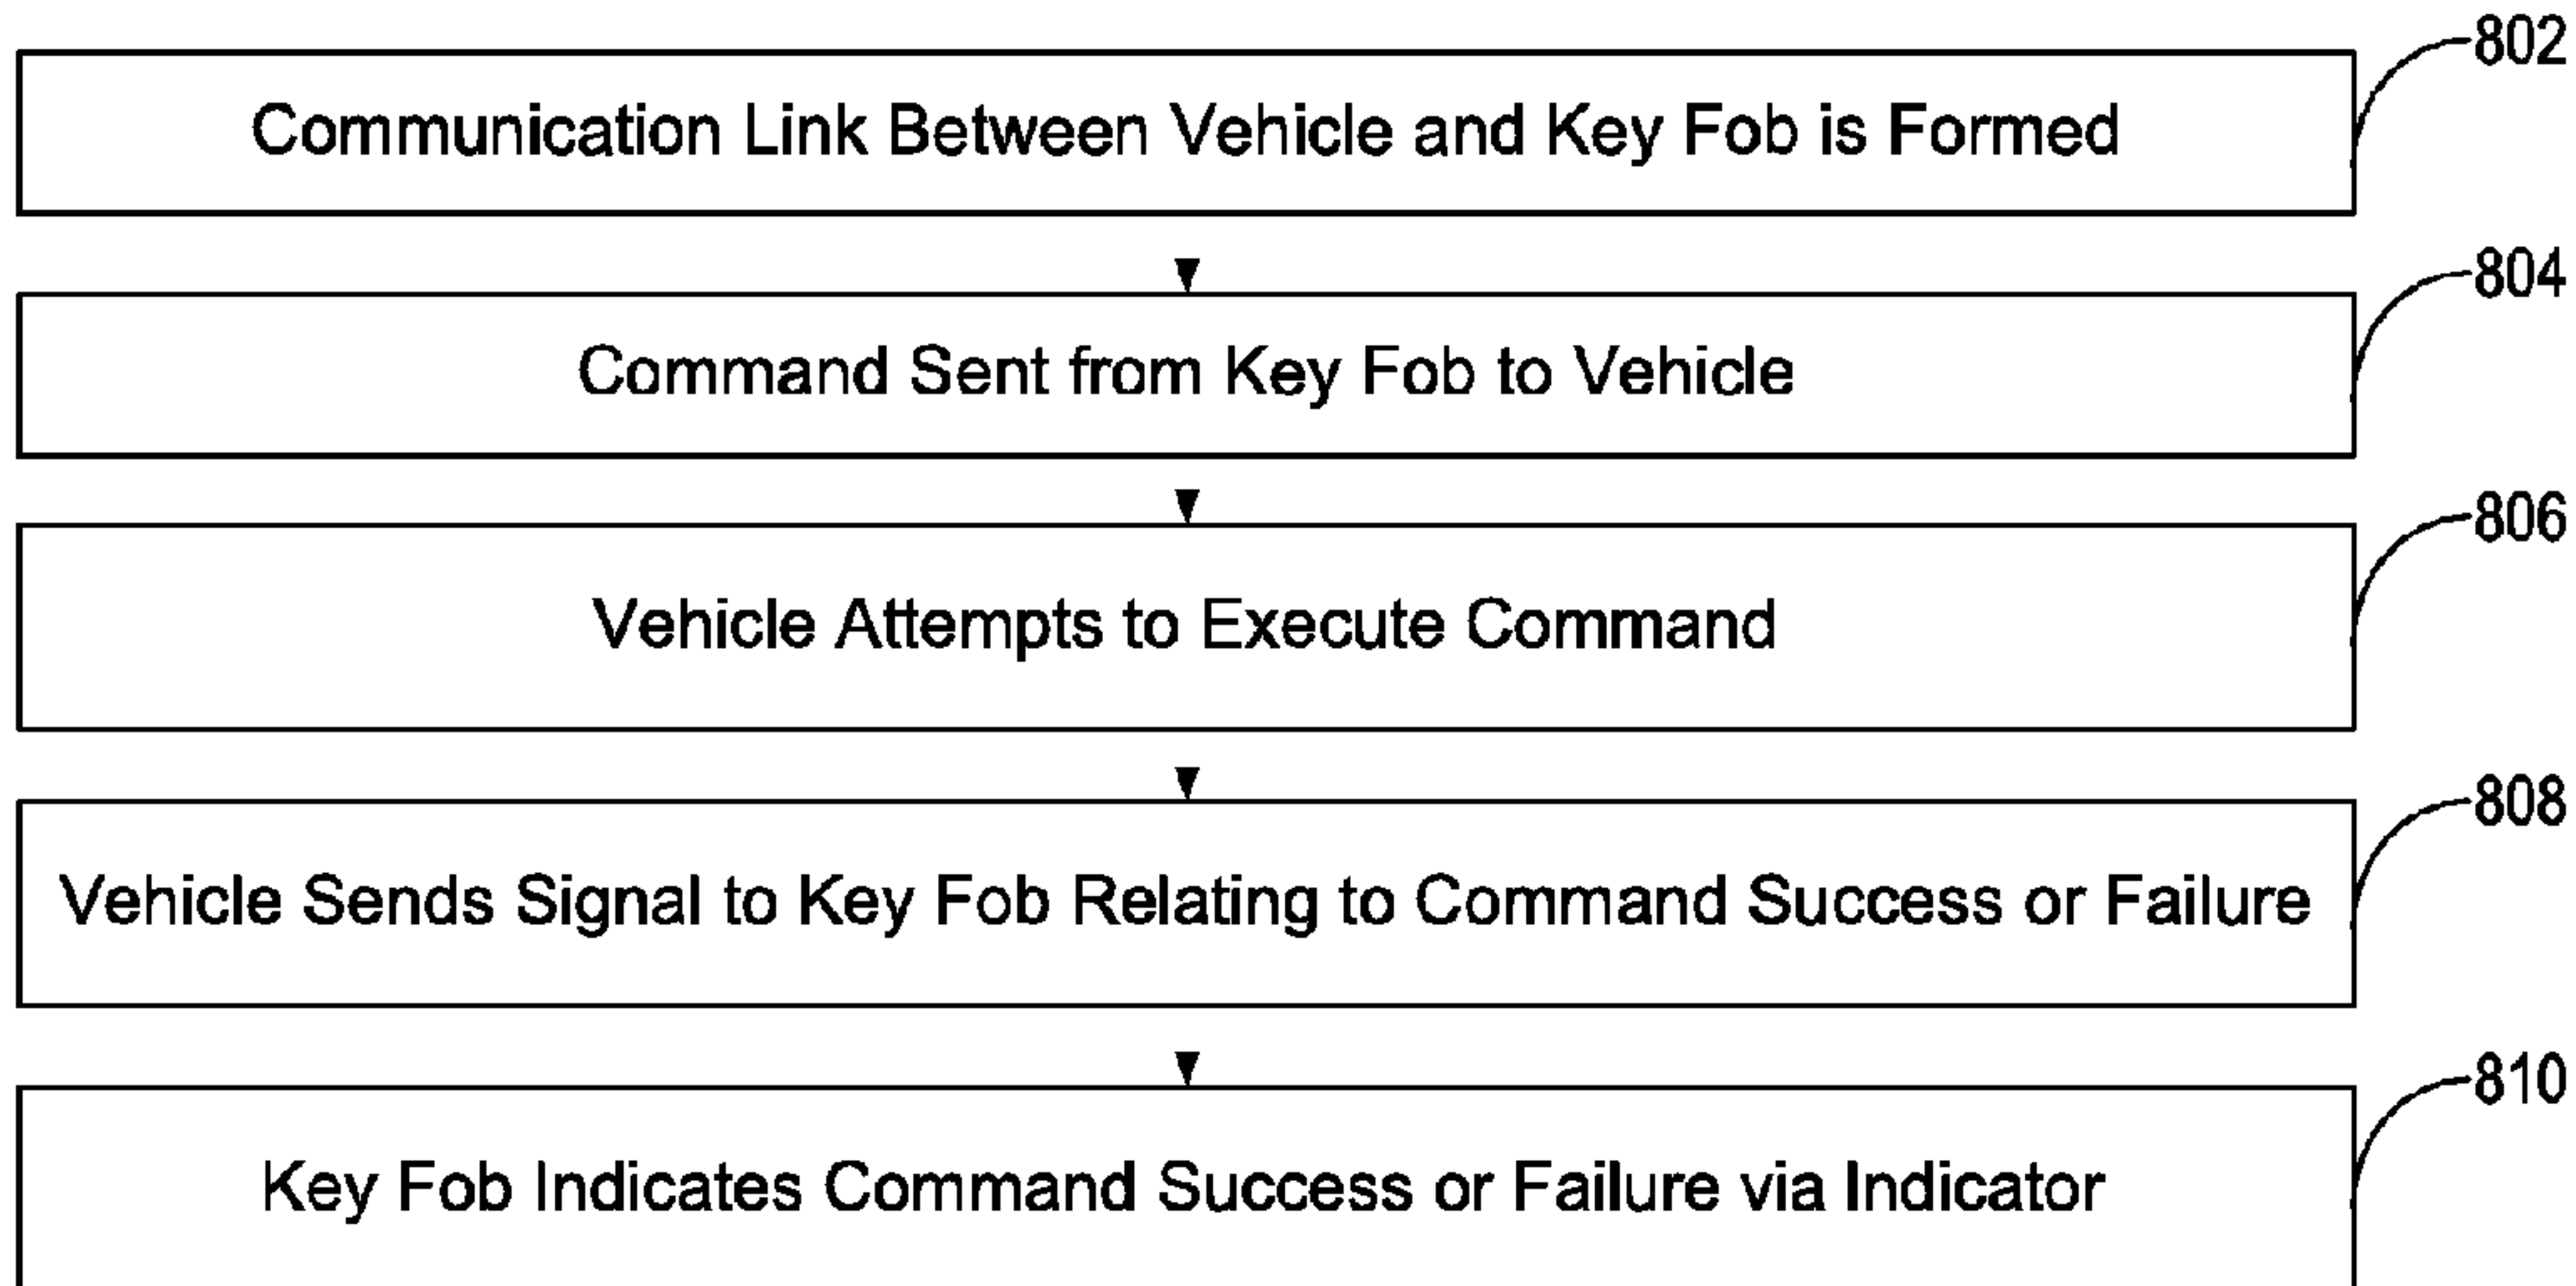 802
Communication Link Between Vehicle and Key Fob is Formed
804
Command Sent from Key Fob to Vehicle
806
Vehicle Attempts to Execute Command
808
Vehicle Sends Signal to Key Fob Relating to Command Success or Failure
810
Key Fob Indicates Command Success or Failure via Indicator